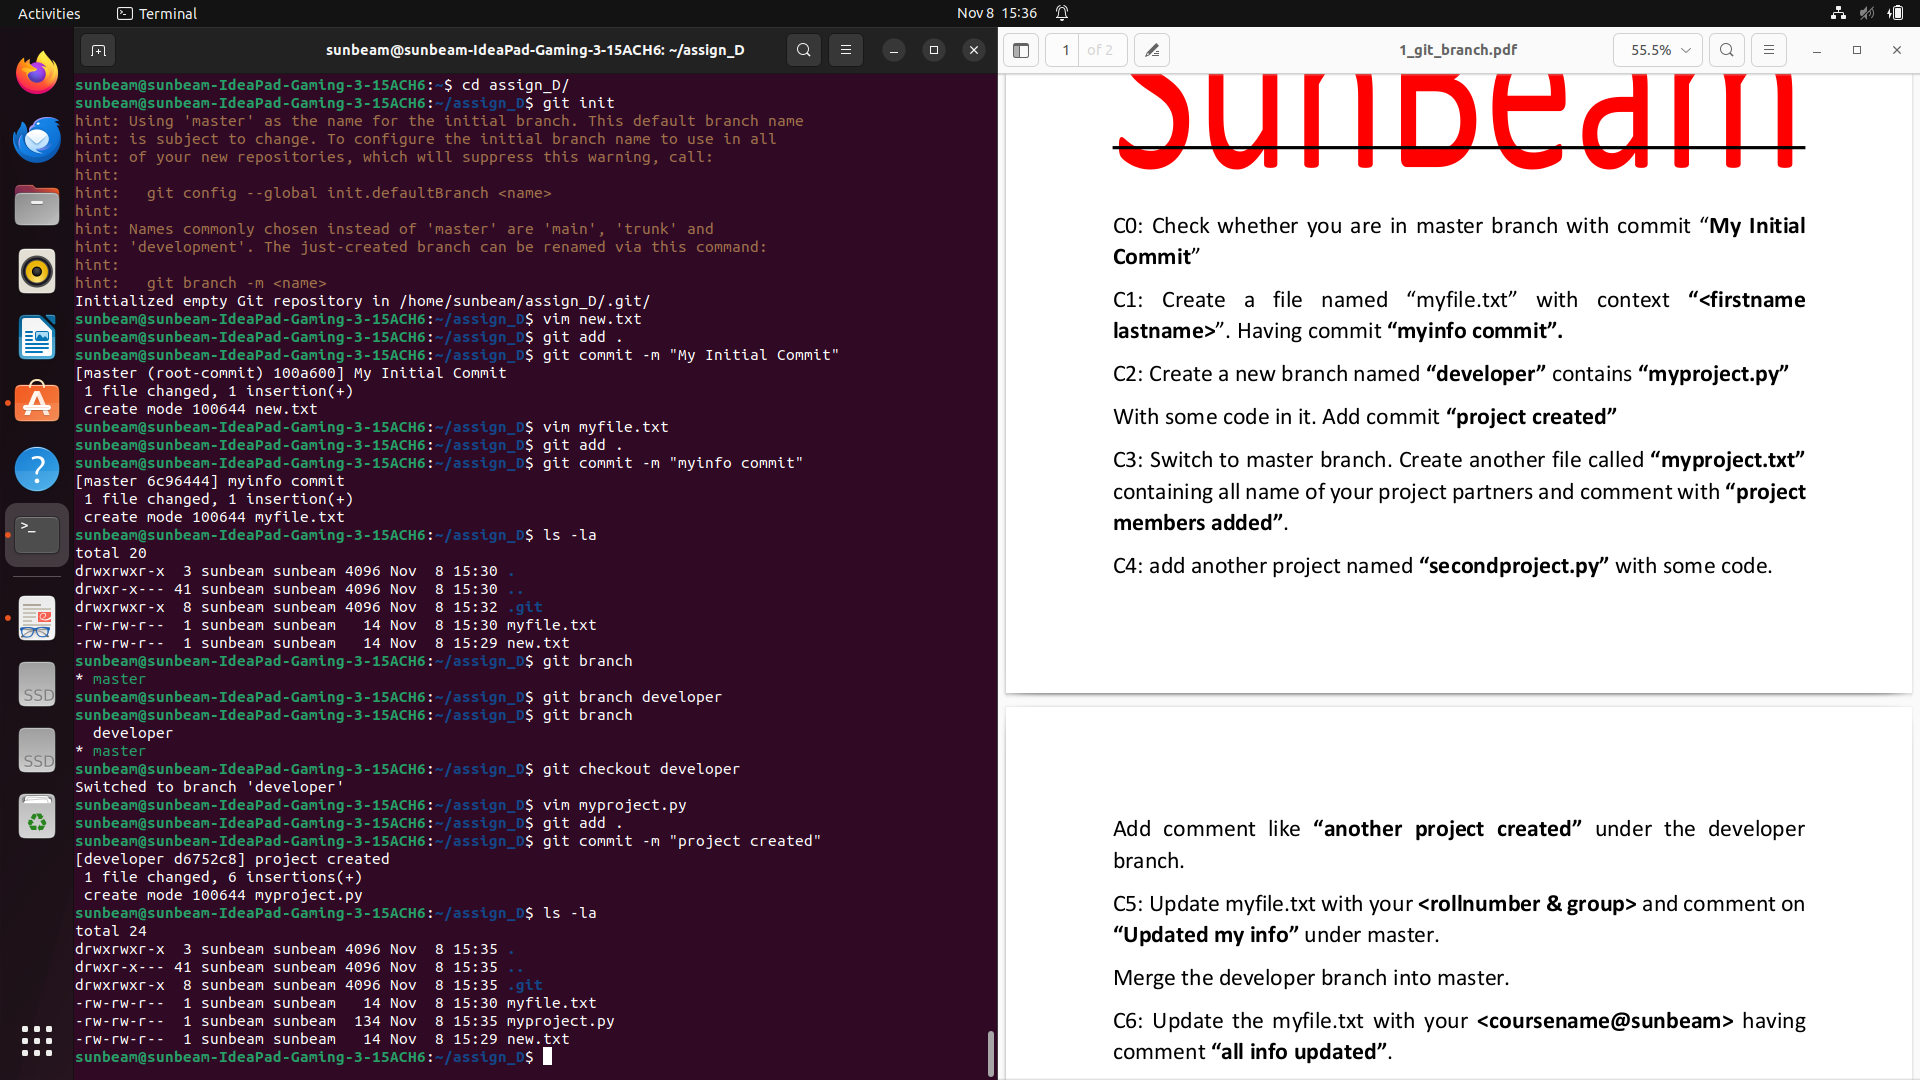 Activities
Terminal
Nov 8 15:36
sunbeam@sunbeam-IdeaPad-Gaming-3-15ACH6: ~/assign_D
sunbeam@sunbeam-IdeaPad-Gaming-3-15ACH6:~$ cd assign_D/
sunbeam@sunbeam-IdeaPad-Gaming-3-15ACH6:~/assign_D$ git init
hint: Using 'master' as the name for the initial branch. This default branch name
hint: is subject to change. To configure the initial branch name to use in all
hint: of your new repositories, which will suppress this warning, call:
hint:
hint:   git config --global init.defaultBranch <name>
hint:
hint: Names commonly chosen instead of 'master' are 'main', 'trunk' and
hint: 'development'. The just-created branch can be renamed via this command:
hint:
hint:   git branch -m <name>
Initialized empty Git repository in /home/sunbeam/assign_D/.git/
sunbeam@sunbeam-IdeaPad-Gaming-3-15ACH6:~/assign_D$ vim new.txt
sunbeam@sunbeam-IdeaPad-Gaming-3-15ACH6:~/assign_D$ git add .
sunbeam@sunbeam-IdeaPad-Gaming-3-15ACH6:~/assign_D$ git commit -m "My Initial Commit"
[master (root-commit) 100a600] My Initial Commit
 1 file changed, 1 insertion(+)
 create mode 100644 new.txt
sunbeam@sunbeam-IdeaPad-Gaming-3-15ACH6:~/assign_D$ vim myfile.txt
sunbeam@sunbeam-IdeaPad-Gaming-3-15ACH6:~/assign_D$ git add .
sunbeam@sunbeam-IdeaPad-Gaming-3-15ACH6:~/assign_D$ git commit -m "myinfo commit"
[master 6c96444] myinfo commit
 1 file changed, 1 insertion(+)
 create mode 100644 myfile.txt
sunbeam@sunbeam-IdeaPad-Gaming-3-15ACH6:~/assign_D$ ls -la
total 20
drwxrwxr-x  3 sunbeam sunbeam 4096 Nov  8 15:30 .
drwxr-x--- 41 sunbeam sunbeam 4096 Nov  8 15:30 ..
drwxrwxr-x  8 sunbeam sunbeam 4096 Nov  8 15:32 .git
-rw-rw-r--  1 sunbeam sunbeam   14 Nov  8 15:30 myfile.txt
-rw-rw-r--  1 sunbeam sunbeam   14 Nov  8 15:29 new.txt
sunbeam@sunbeam-IdeaPad-Gaming-3-15ACH6:~/assign_D$ git branch
* master
sunbeam@sunbeam-IdeaPad-Gaming-3-15ACH6:~/assign_D$ git branch developer
sunbeam@sunbeam-IdeaPad-Gaming-3-15ACH6:~/assign_D$ git branch
  developer
* master
sunbeam@sunbeam-IdeaPad-Gaming-3-15ACH6:~/assign_D$ git checkout developer
Switched to branch 'developer'
sunbeam@sunbeam-IdeaPad-Gaming-3-15ACH6:~/assign_D$ vim myproject.py
sunbeam@sunbeam-IdeaPad-Gaming-3-15ACH6:~/assign_D$ git add .
sunbeam@sunbeam-IdeaPad-Gaming-3-15ACH6:~/assign_D$ git commit -m "project created"
[developer d6752c8] project created
 1 file changed, 6 insertions(+)
 create mode 100644 myproject.py
sunbeam@sunbeam-IdeaPad-Gaming-3-15ACH6:~/assign_D$ ls -la
total 24
drwxrwxr-x  3 sunbeam sunbeam 4096 Nov  8 15:35 .
drwxr-x--- 41 sunbeam sunbeam 4096 Nov  8 15:35 ..
drwxrwxr-x  8 sunbeam sunbeam 4096 Nov  8 15:35 .git
-rw-rw-r--  1 sunbeam sunbeam   14 Nov  8 15:30 myfile.txt
-rw-rw-r--  1 sunbeam sunbeam  134 Nov  8 15:35 myproject.py
-rw-rw-r--  1 sunbeam sunbeam   14 Nov  8 15:29 new.txt
sunbeam@sunbeam-IdeaPad-Gaming-3-15ACH6:~/assign_D$
SSD
SSD
1 of 2
1_git_branch.pdf
55.5%
SunBeam
C0: Check whether you are in master branch with commit “My Initial
Commit”
C1: Create a file named “myfile.txt” with context “<firstname
lastname>”. Having commit “myinfo commit”.
C2: Create a new branch named “developer” contains “myproject.py”
With some code in it. Add commit “project created”
C3: Switch to master branch. Create another file called “myproject.txt”
containing all name of your project partners and comment with “project
members added”.
C4: add another project named “secondproject.py” with some code.
Add comment like “another project created” under the developer
branch.
C5: Update myfile.txt with your <rollnumber & group> and comment on
“Updated my info” under master.
Merge the developer branch into master.
C6: Update the myfile.txt with your <coursename@sunbeam> having
comment “all info updated”.